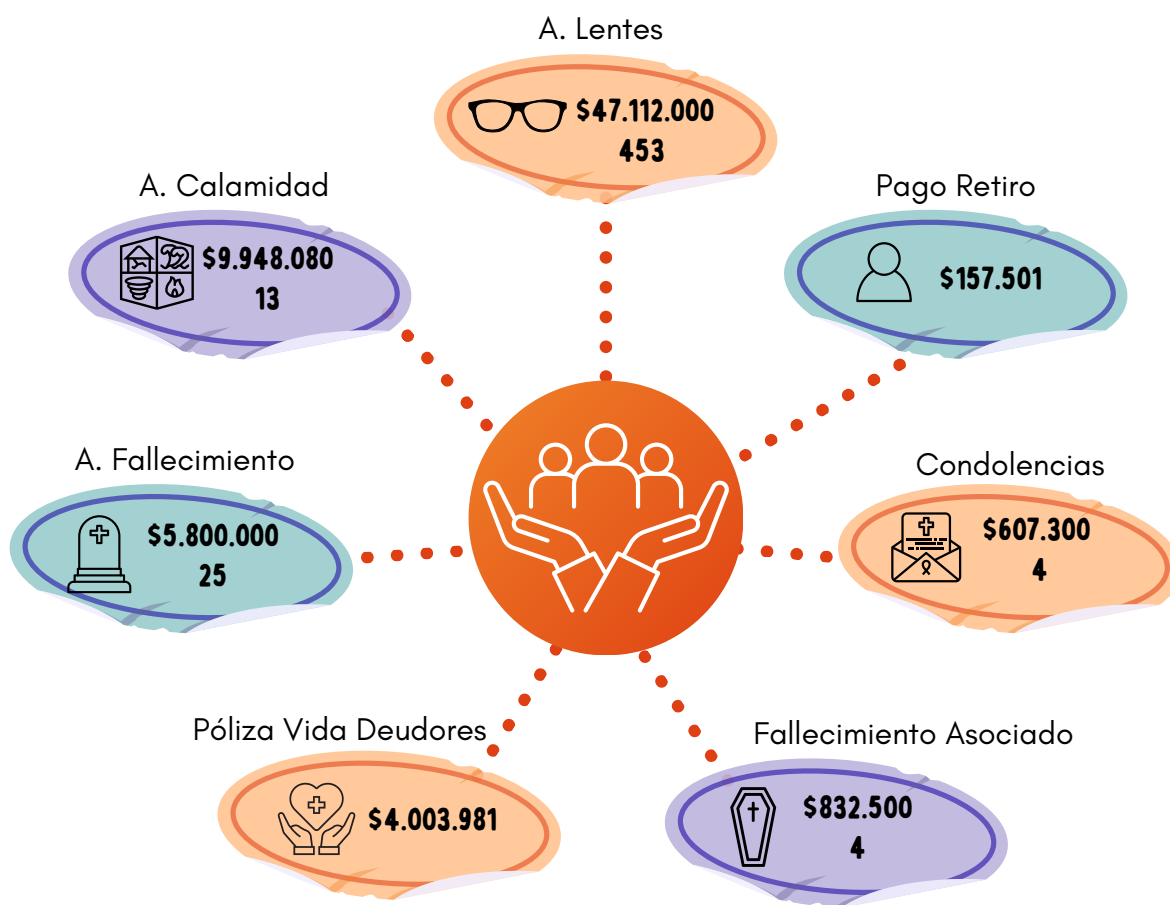 A. Lentes
$47.112.000
453
A. Calamidad
$9.948.080
13
Pago Retiro
$157.501
A. Fallecimiento
$5.800.000
25
Condolencias
$607.300
4
Póliza Vida Deudores
$4.003.981
Fallecimiento Asociado
$832.500
4